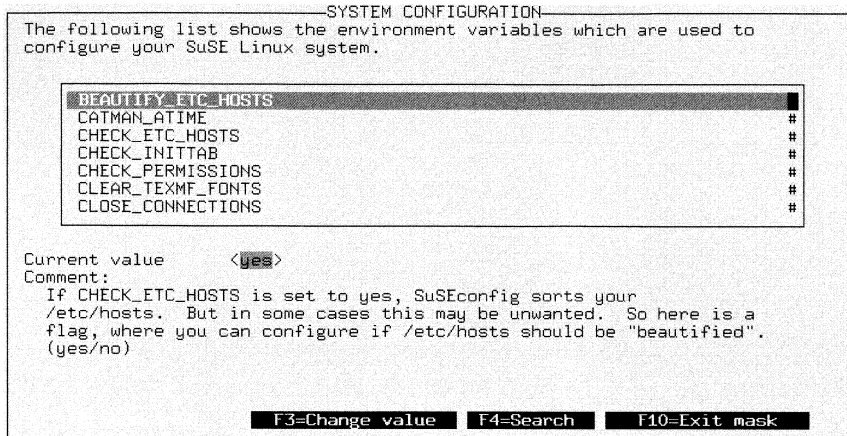 SYSTEM CONFIGURATION
The following list shows the environment variables which are used to
configure your SuSE Linux system.
BEAUTIFY_ETC_HOSTS
CATMAN_ATIME #
CHECK_ETC_HOSTS #
CHECK_INITTAB #
CHECK_PERMISSIONS #
CLEAR_TEXMF_FONTS #
CLOSE_CONNECTIONS #
Current value <yes>
Comment:
If CHECK_ETC_HOSTS is set to yes, SuSEconfig sorts your
/etc/hosts. But in some cases this may be unwanted. So here is a
flag, where you can configure if /etc/hosts should be "beautified".
(yes/no)
F3=Change value F4=Search F10=Exit mask